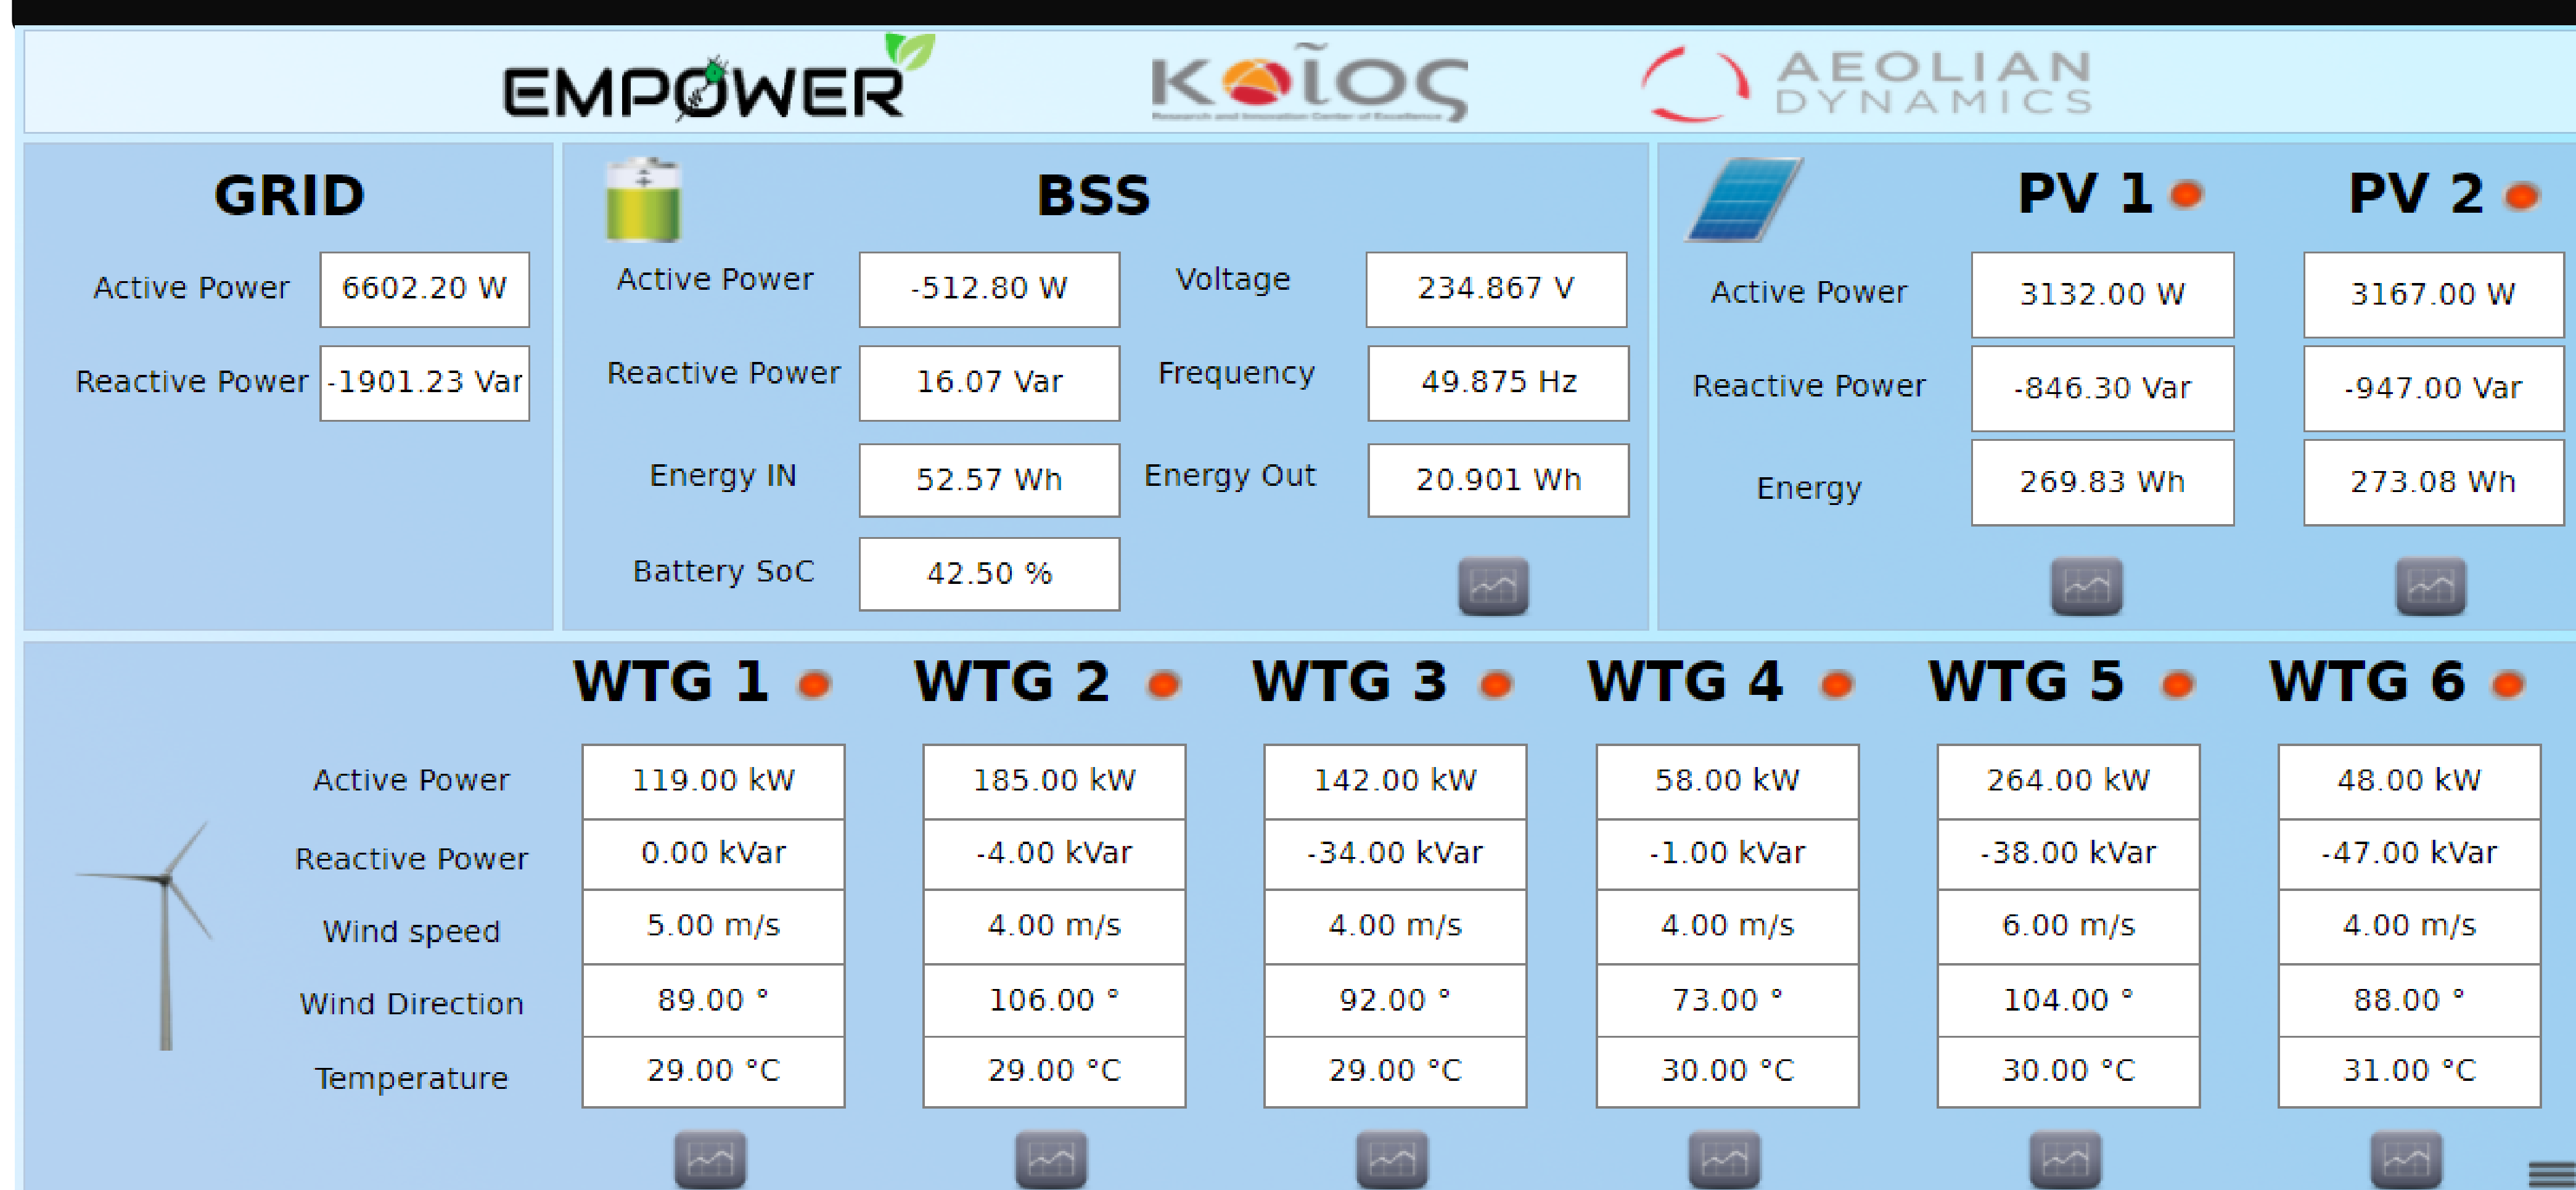 EMPOWER
κοῖος
Research and Innovation Center of Excellence
AEOLIAN
DYNAMICS
GRID
Active Power 6602.20 W
Reactive Power -1901.23 Var
BSS
Active Power -512.80 W Voltage 234.867 V
Reactive Power 16.07 Var Frequency 49.875 Hz
Energy IN 52.57 Wh Energy Out 20.901 Wh
Battery SoC 42.50 %
PV 1 PV 2
Active Power 3132.00 W 3167.00 W
Reactive Power -846.30 Var -947.00 Var
Energy 269.83 Wh 273.08 Wh
WTG 1 WTG 2 WTG 3 WTG 4 WTG 5 WTG 6
Active Power 119.00 kW 185.00 kW 142.00 kW 58.00 kW 264.00 kW 48.00 kW
Reactive Power 0.00 kVar -4.00 kVar -34.00 kVar -1.00 kVar -38.00 kVar -47.00 kVar
Wind speed 5.00 m/s 4.00 m/s 4.00 m/s 4.00 m/s 6.00 m/s 4.00 m/s
Wind Direction 89.00 ° 106.00 ° 92.00 ° 73.00 ° 104.00 ° 88.00 °
Temperature 29.00 °C 29.00 °C 29.00 °C 30.00 °C 30.00 °C 31.00 °C